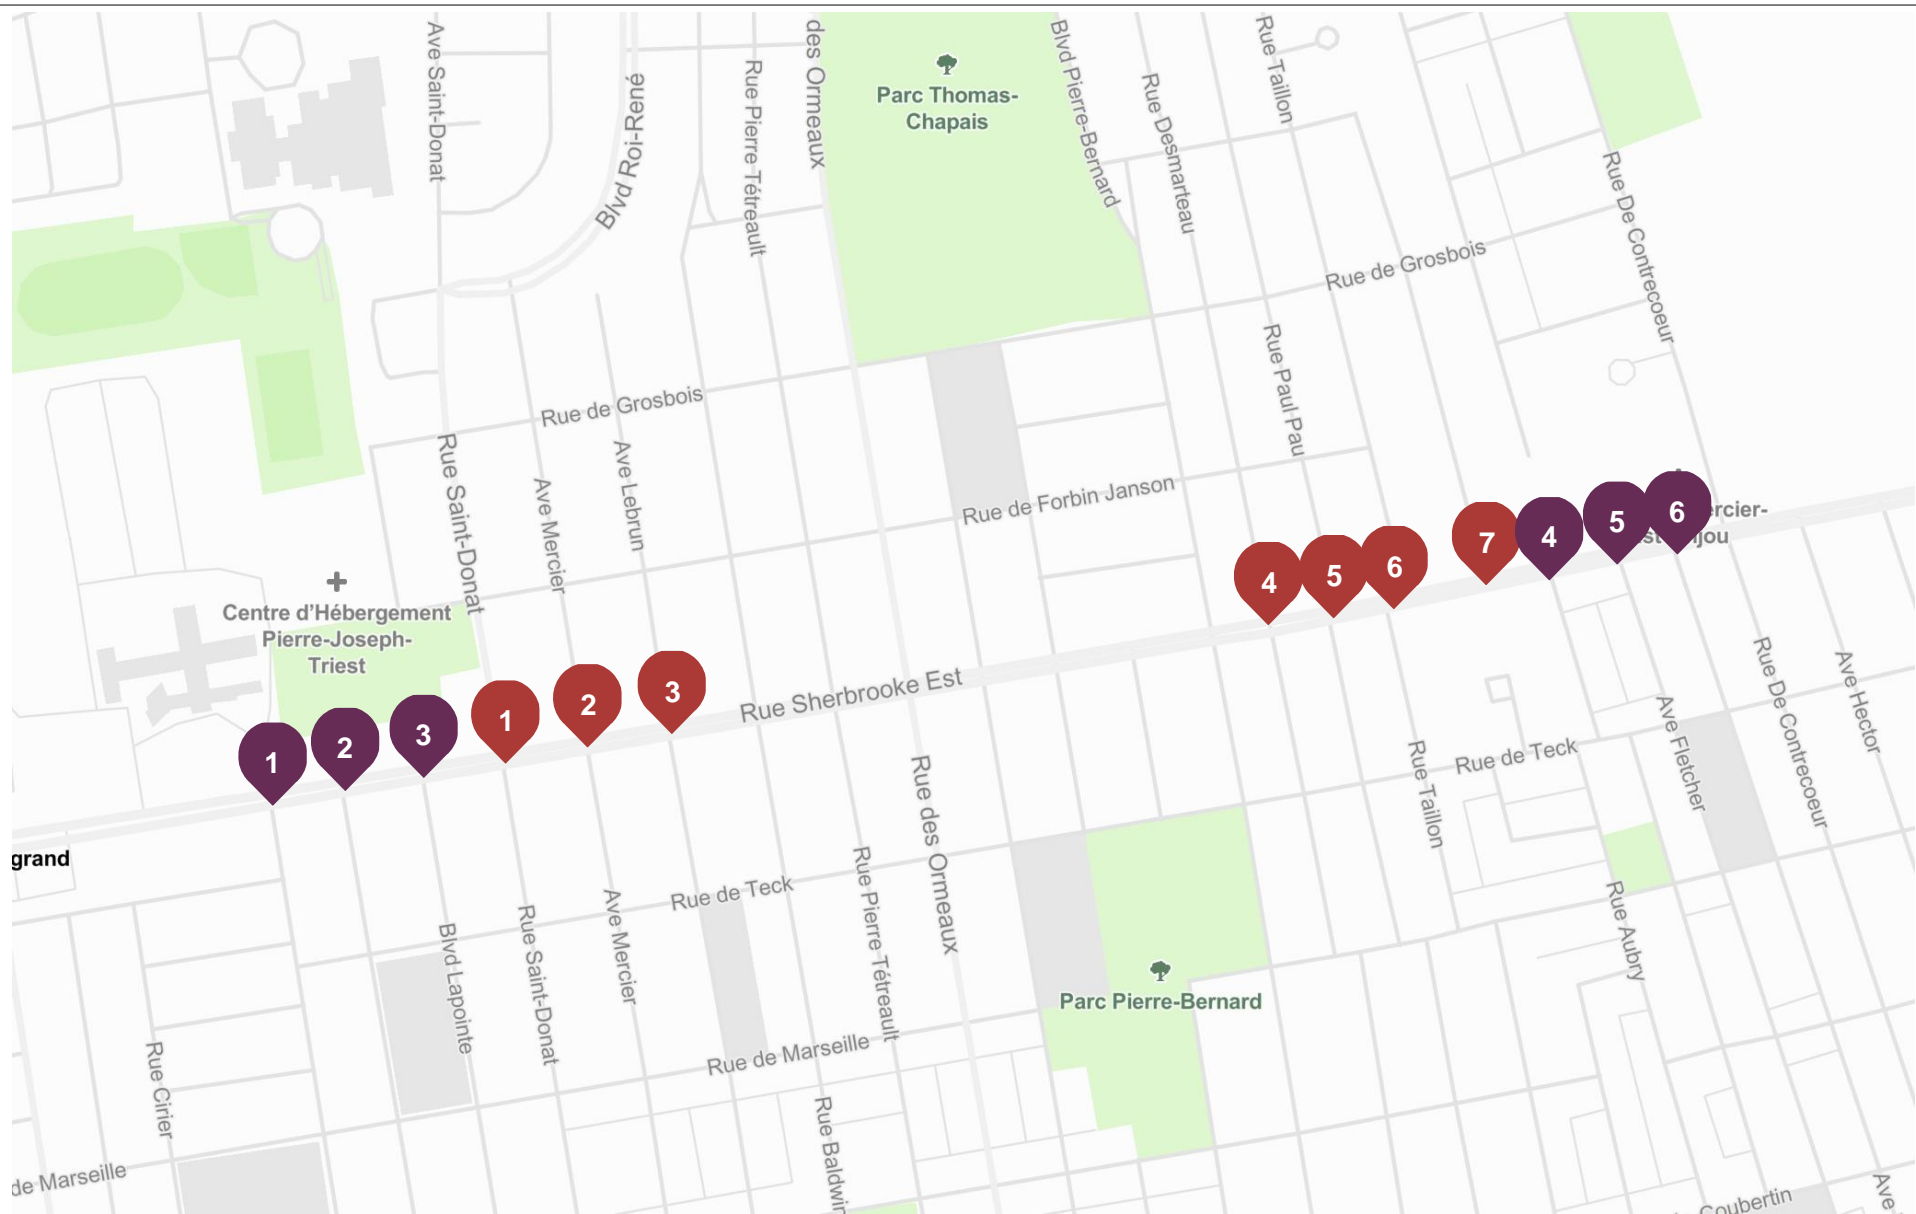 Ave Saint-Donat
Blvd Roi-René
Rue Pierre Tétreault
des Ormeaux
Parc Thomas-
Chapais
Blvd Pierre-Bernard
Rue Desmarteau
Rue Taillon
Rue De Contrecoeur
Rue de Grosbois
Rue Paul Pau
Rue de Grosbois
Rue Saint-Donat
Ave Mercier
Ave Lebrun
Rue de Forbin Janson
Centre d'Hébergement
Pierre-Joseph-
Triest
1
2
3
1
2
3
4
5
6
7
4
5
6
Rue Sherbrooke Est
grand
Rue des Ormeaux
Rue de Teck
Rue de Teck
Rue Taillon
Ave Fletcher
Rue De Contrecoeur
Ave Hector
Rue Pierre Tétreault
Rue Aubry
Blvd Lapointe
Rue Saint-Donat
Ave Mercier
Parc Pierre-Bernard
Rue de Marseille
Rue Cirier
Rue Baldwin
de Marseille
Coubertin
Ave